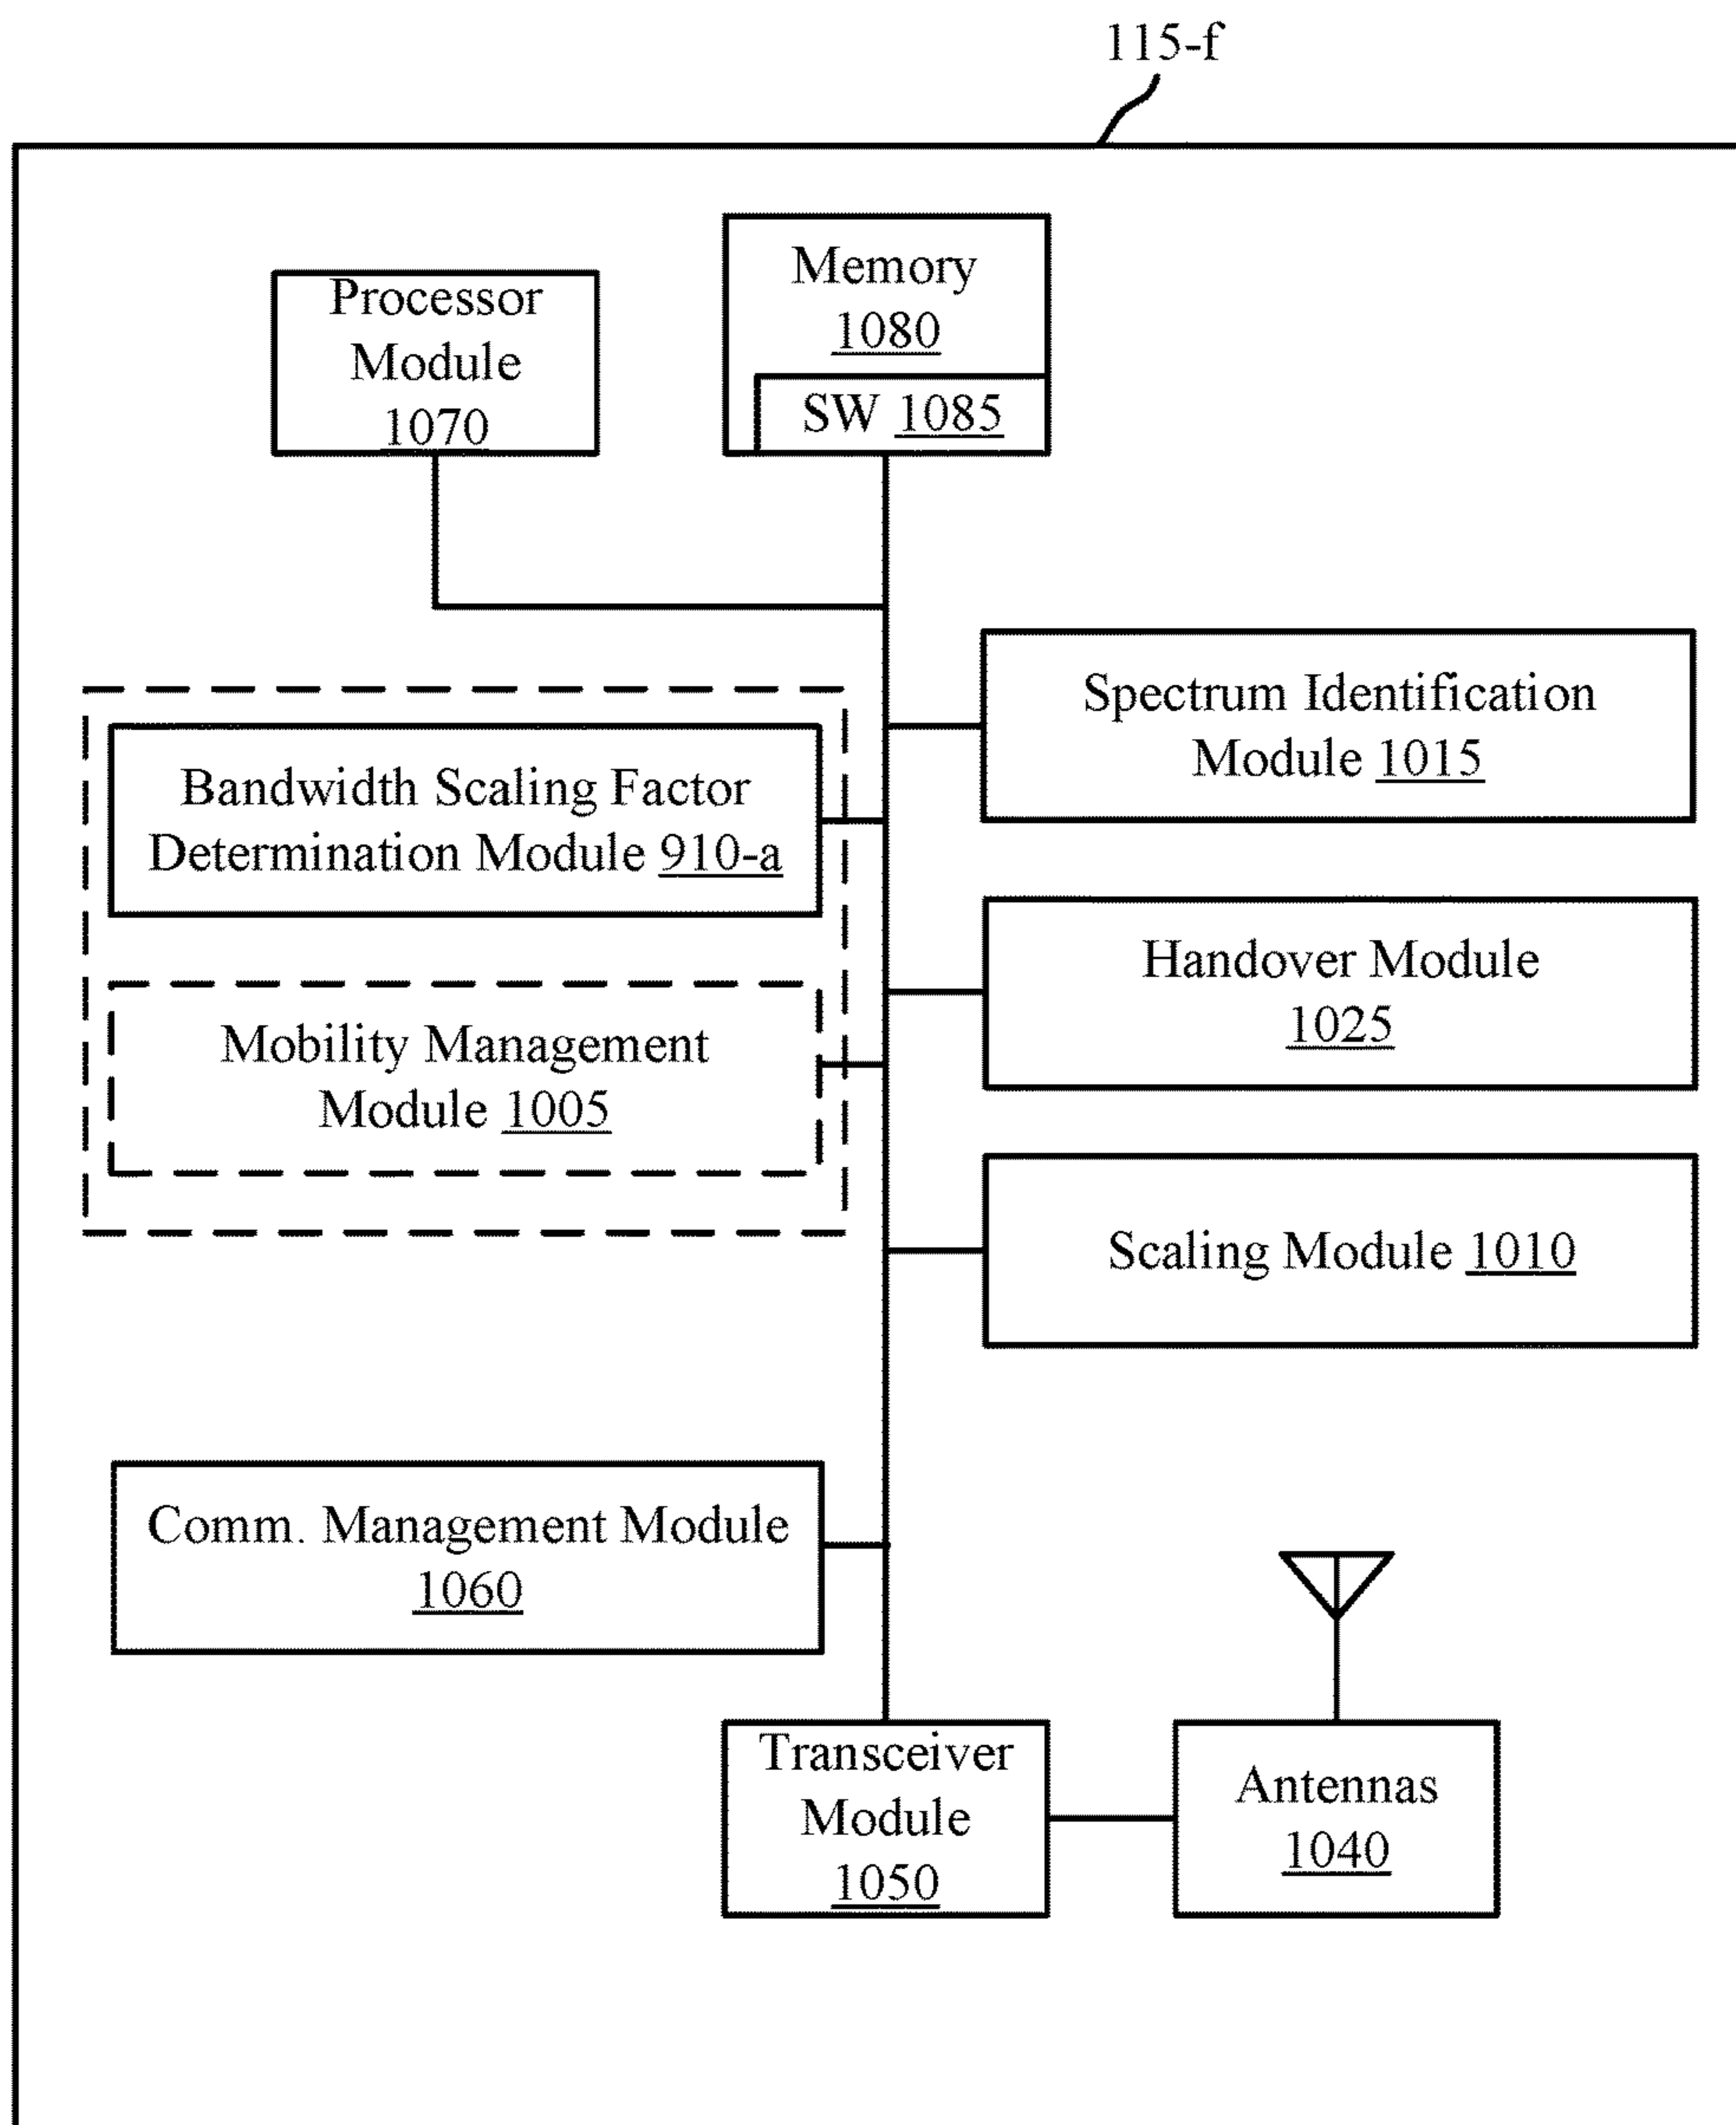 115-f
Memory
1080
SW 1085
Processor
Module
1070
Spectrum Identification
Module 1015
Bandwidth Scaling Factor
Determination Module 910-a
Handover Module
1025
Mobility Management
Module 1005
Scaling Module 1010
Comm. Management Module
1060
Transceiver
Module
1050
Antennas
1040